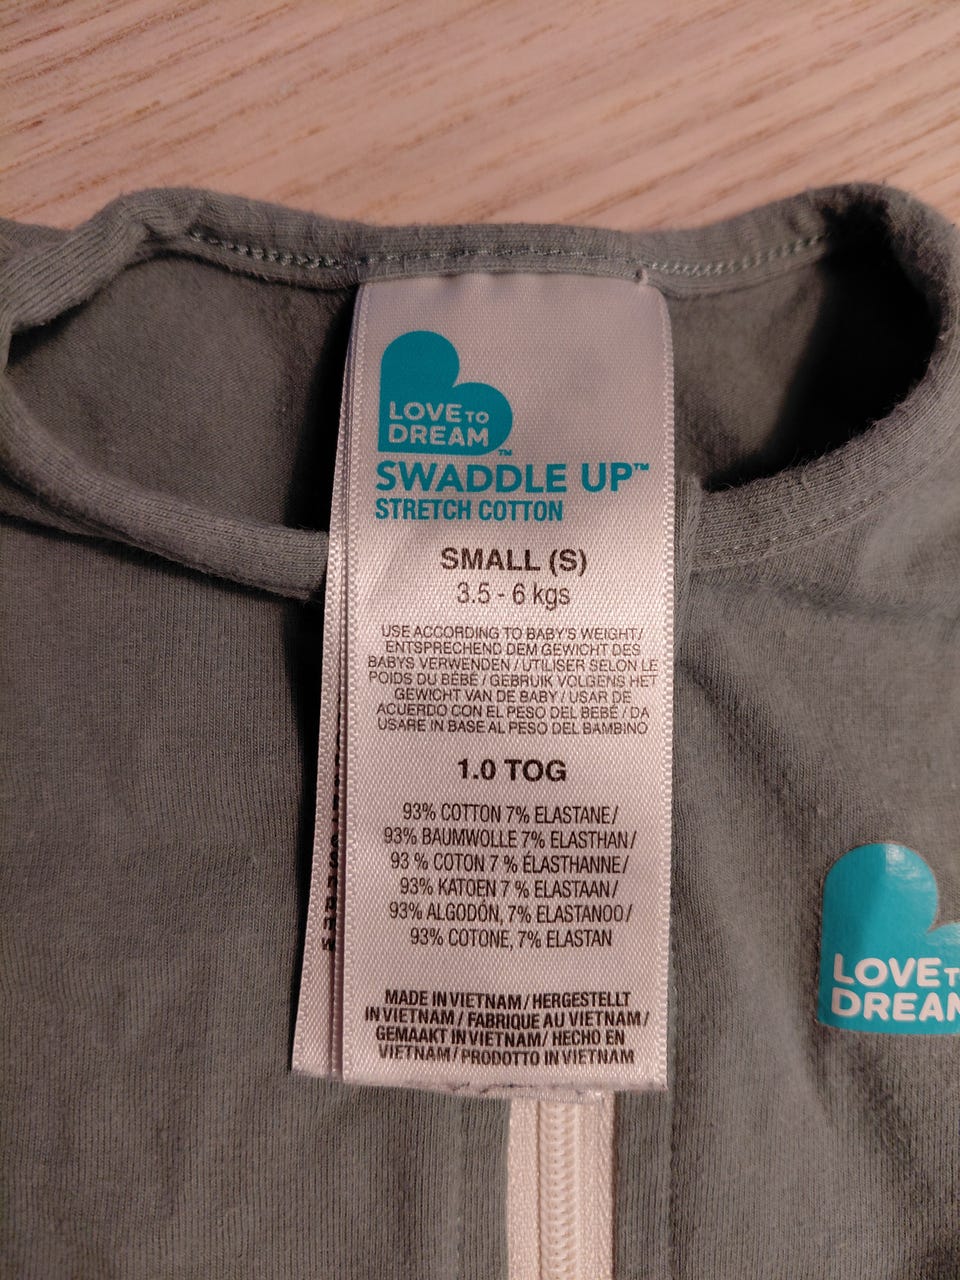 LOVE TO
DREAM™
SWADDLE UP™
STRETCH COTTON
SMALL (S)
3.5 - 6 kgs
USE ACCORDING TO BABY'S WEIGHT/
ENTSPRECHEND DEM GEWICHT DES
BABYS VERWENDEN / UTILISER SELON LE
POIDS DU BÉBÉ / GEBRUIK VOLGENS HET
GEWICHT VAN DE BABY / USAR DE
ACUERDO CON EL PESO DEL BEBÉ / DA
USARE IN BASE AL PESO DEL BAMBINO
1.0 TOG
93% COTTON 7% ELASTANE/
93% BAUMWOLLE 7% ELASTHAN/
93 % COTON 7 % ÉLASTHANNE/
93% KATOEN 7 % ELASTAAN/
93% ALGODÓN, 7% ELASTANOO/
93% COTONE, 7% ELASTAN
MADE IN VIETNAM / HERGESTELLT
IN VIETNAM / FABRIQUE AU VIETNAM /
GEMAAKT IN VIETNAM / HECHO EN
VIETNAM / PRODOTTO IN VIETNAM
LOVE T
DREAM